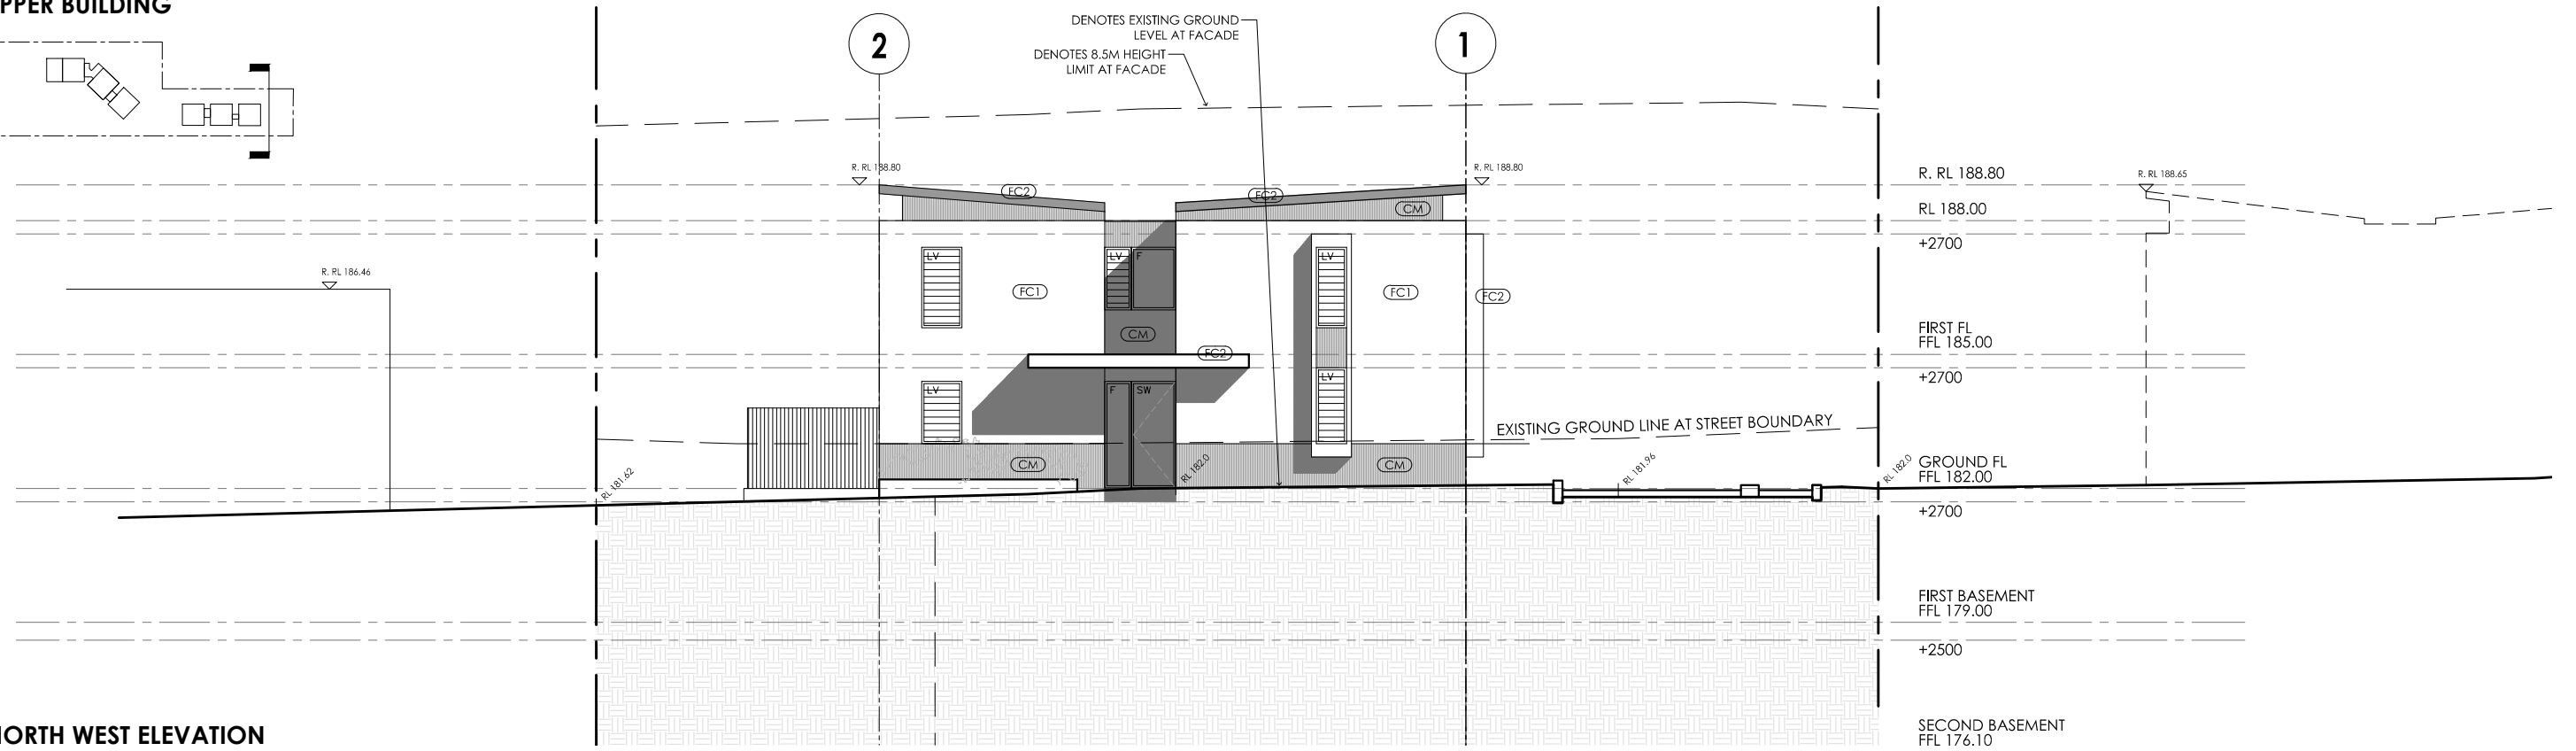 PPER BUILDING
2
1
DENOTES EXISTING GROUND
LEVEL AT FACADE
DENOTES 8.5M HEIGHT
LIMIT AT FACADE
R. RL 188.80
R. RL 188.80
R. RL 188.80
R. RL 188.65
FC2
FC2
CM
RL 188.00
+2700
R. RL 186.46
LV
LV
F
LV
FC1
FC1
FC2
CM
FC2
FIRST FL
FFL 185.00
+2700
LV
F
SW
LV
EXISTING GROUND LINE AT STREET BOUNDARY
CM
CM
RL 181.62
RL 182.0
RL 181.96
RL 182.0
GROUND FL
FFL 182.00
+2700
FIRST BASEMENT
FFL 179.00
+2500
SECOND BASEMENT
FFL 176.10
NORTH WEST ELEVATION